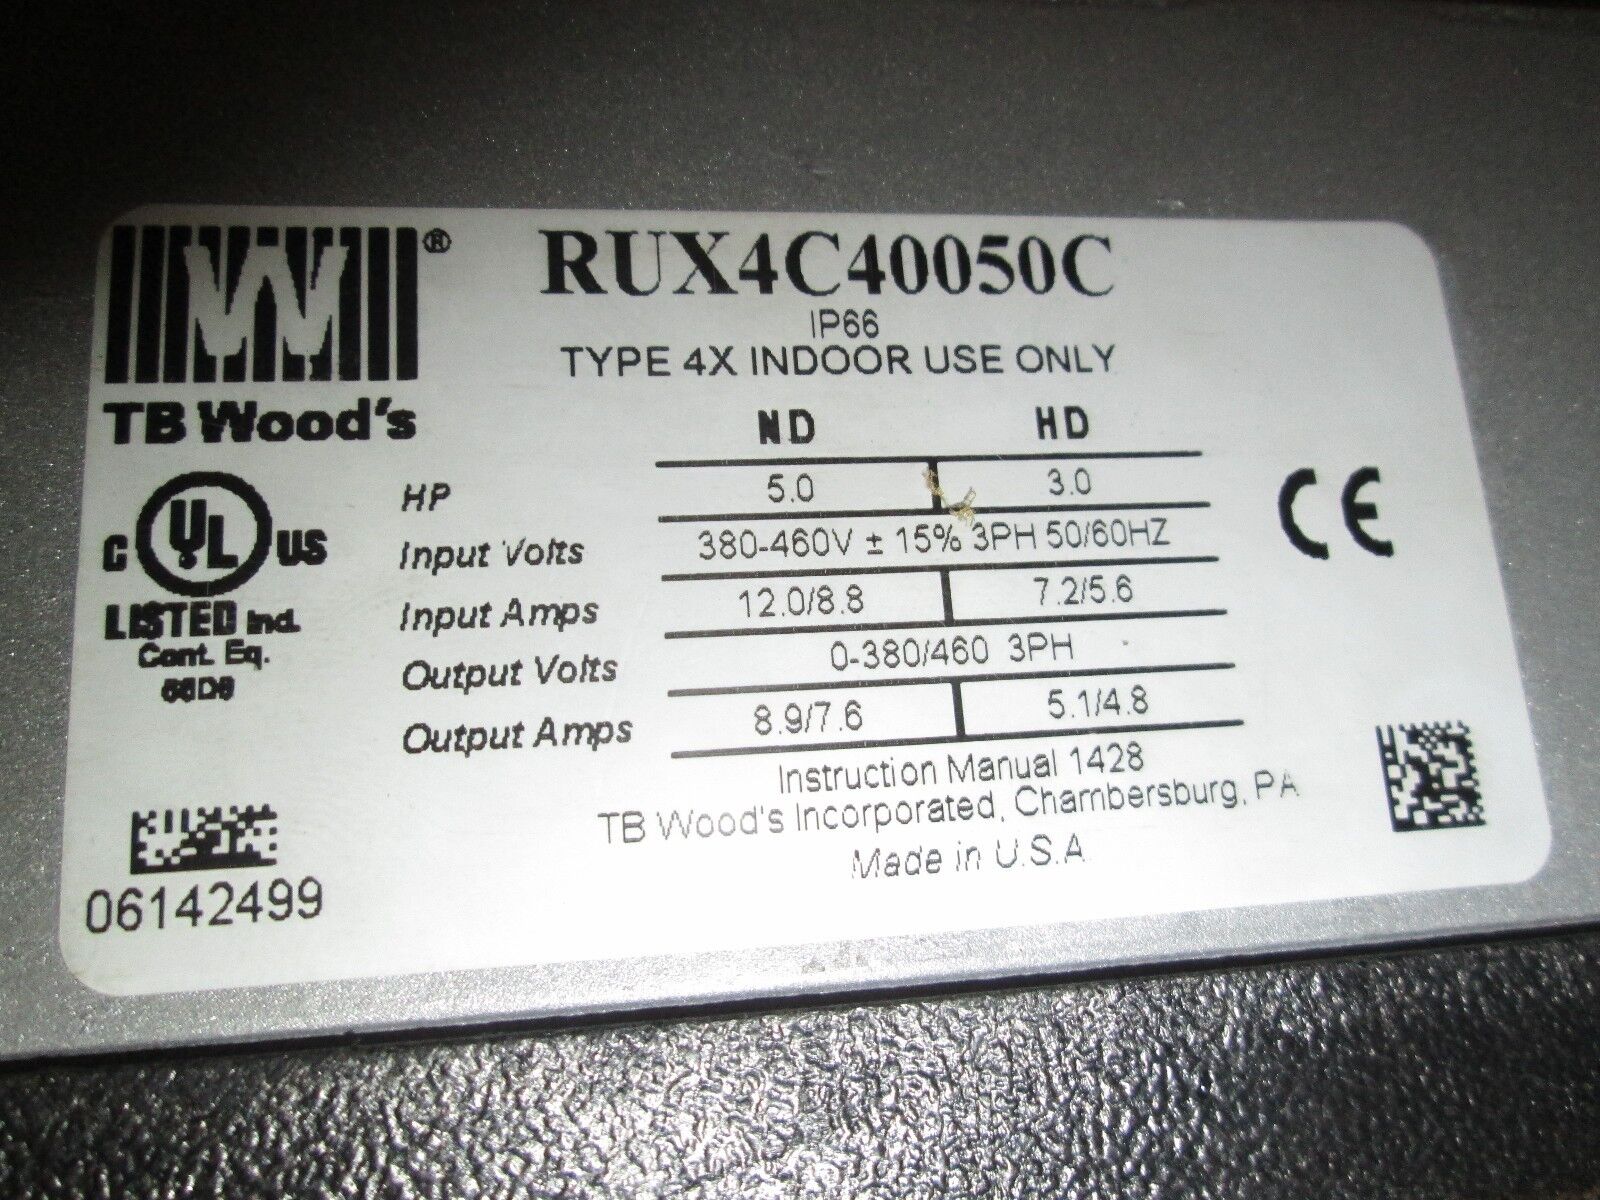 ®
RUX4C40050C
IP66
TYPE 4X INDOOR USE ONLY
TB Wood's
ND HD
HP 5.0 3.0
Input Volts 380-460V ± 15% 3PH 50/60HZ
Input Amps 12.0/8.8 7.2/5.6
Output Volts 0-380/460 3PH
Output Amps 8.9/7.6 5.1/4.8
C UL US
LISTED Ind.
Cont. Eq.
CE
Instruction Manual 1428
TB Wood's Incorporated, Chambersburg, PA
Made in U.S.A
06142499